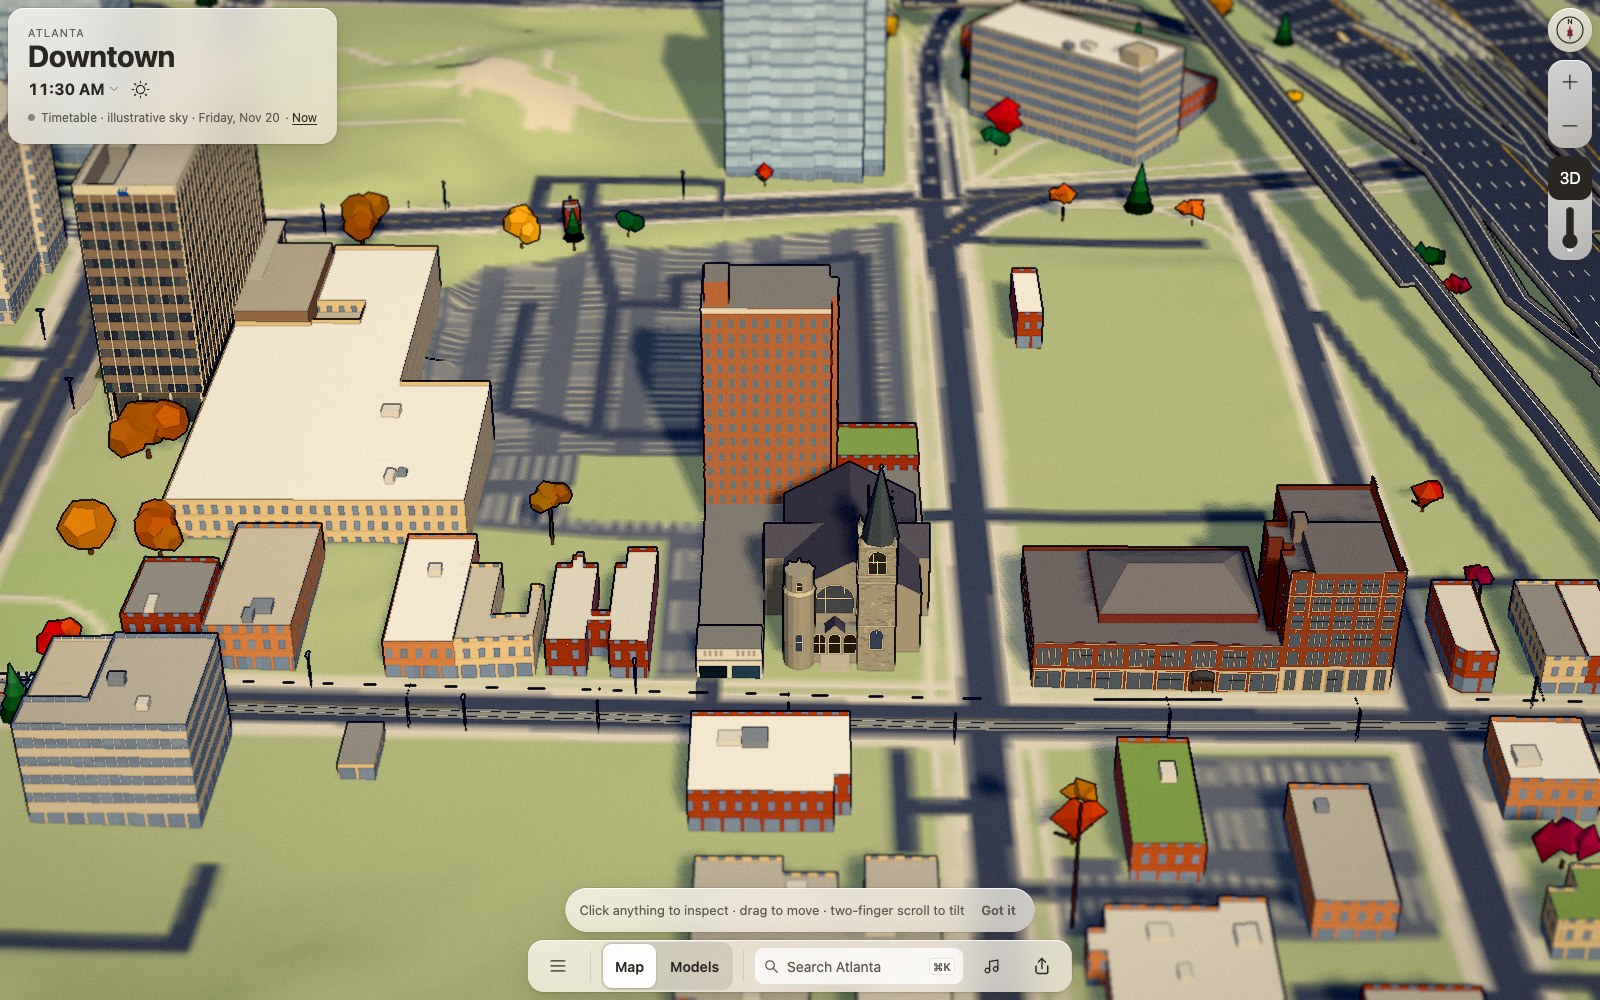 ATLANTA
Downtown
11:30 AM
Timetable · illustrative sky · Friday, Nov 20 · Now
N
+
−
3D
Click anything to inspect · drag to move · two-finger scroll to tilt Got it
Map Models Search Atlanta ⌘K